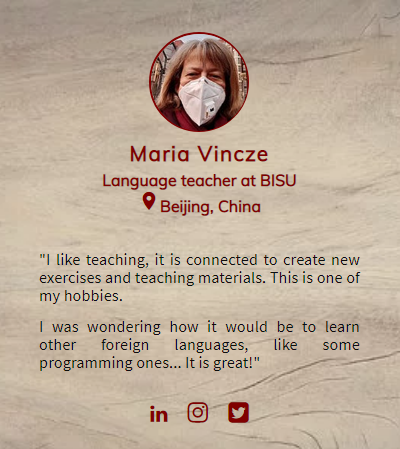 Maria Vincze
Language teacher at BISU
Beijing, China
"I like teaching, it is connected to create new
exercises and teaching materials. This is one of
my hobbies.
I was wondering how it would be to learn
other foreign languages, like some
programming ones... It is great!"
in